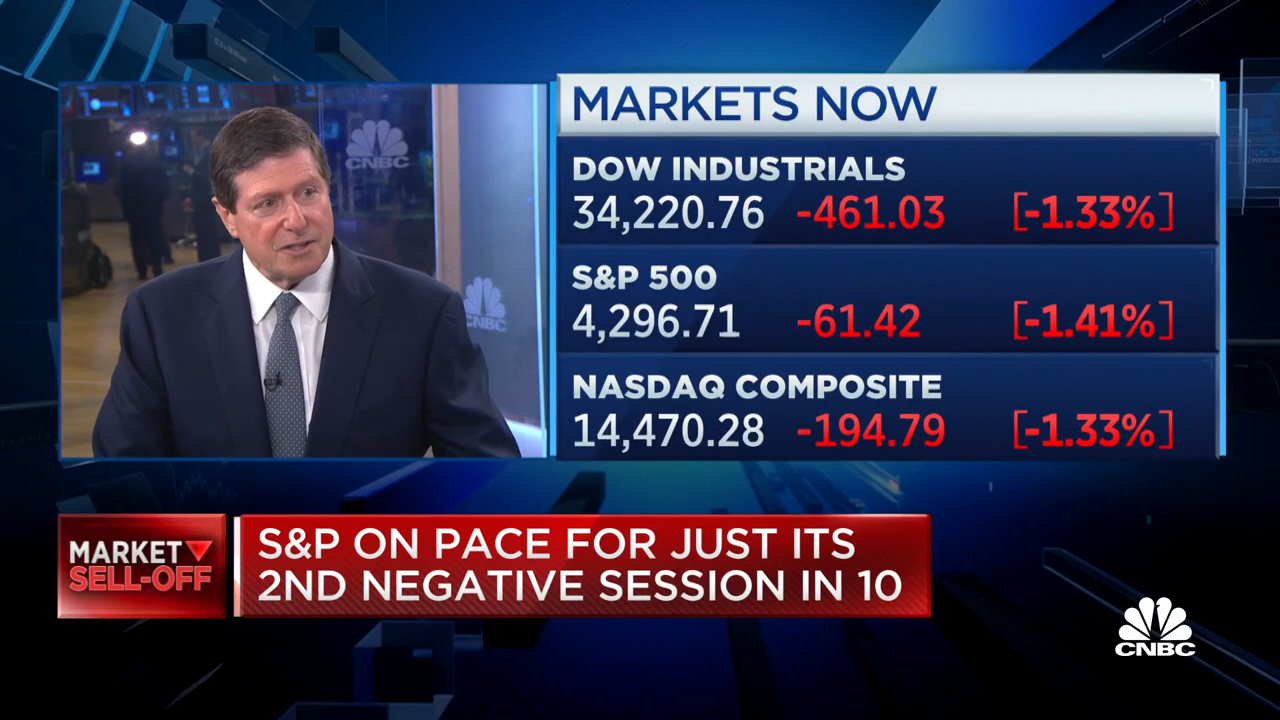 MARKETS NOW
DOW INDUSTRIALS
34,220.76 -461.03 [-1.33%]
S&P 500
4,296.71 -61.42 [-1.41%]
NASDAQ COMPOSITE
14,470.28 -194.79 [-1.33%]
CNBC
CNBC
MARKET
SELL-OFF
S&P ON PACE FOR JUST ITS
2ND NEGATIVE SESSION IN 10
CNBC